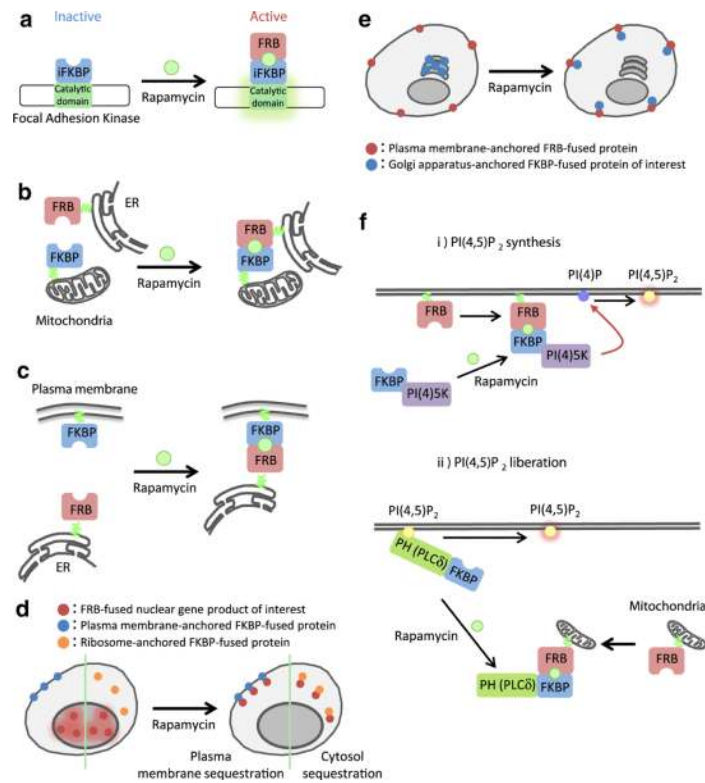 a
Inactive
Active
FRB
iFKBP
iFKBP
Catalytic
domain
Rapamycin
Catalytic
domain
Focal Adhesion Kinase
b
FRB
ER
FKBP
Rapamycin
FRB
FKBP
Mitochondria
c
Plasma membrane
FKBP
FKBP
FRB
Rapamycin
FRB
ER
d
: FRB-fused nuclear gene product of interest
: Plasma membrane-anchored FKBP-fused protein
: Ribosome-anchored FKBP-fused protein
Rapamycin
Plasma
membrane sequestration
Cytosol
sequestration
e
Rapamycin
: Plasma membrane-anchored FRB-fused protein
: Golgi apparatus-anchored FKBP-fused protein of interest
f
i ) PI(4,5)P2 synthesis
PI(4)P
PI(4,5)P2
FRB
FRB
FKBP
PI(4)5K
FKBP
PI(4)5K
Rapamycin
ii ) PI(4,5)P2 liberation
PI(4,5)P2
PI(4,5)P2
PH (PLCδ)
FKBP
Rapamycin
Mitochondria
FRB
FRB
PH (PLCδ)
FKBP